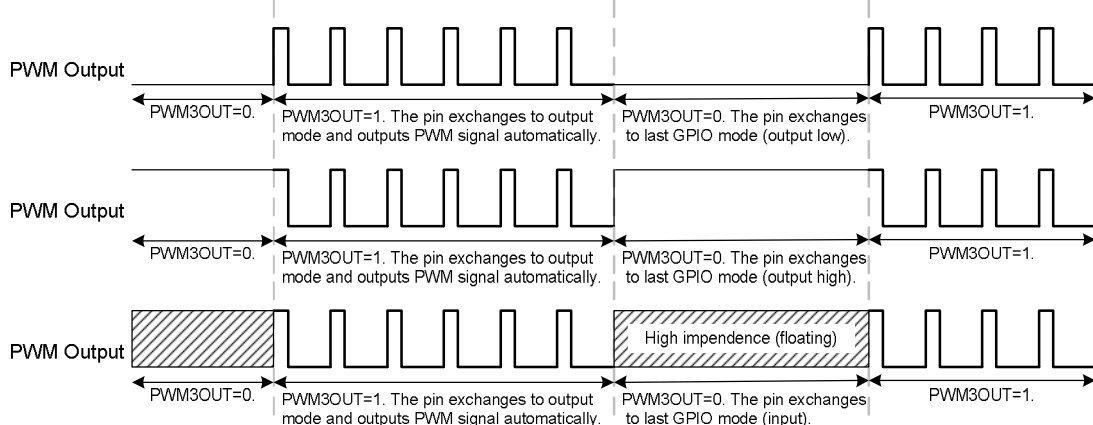 PWM Output
PWM3OUT=0.
PWM3OUT=1. The pin exchanges to output
mode and outputs PWM signal automatically.
PWM3OUT=0. The pin exchanges
to last GPIO mode (output low).
PWM3OUT=1.
PWM Output
PWM3OUT=0.
PWM3OUT=1. The pin exchanges to output
mode and outputs PWM signal automatically.
PWM3OUT=0. The pin exchanges
to last GPIO mode (output high).
PWM3OUT=1.
PWM Output
High impendence (floating)
PWM3OUT=0.
PWM3OUT=1. The pin exchanges to output
mode and outputs PWM signal automatically.
PWM3OUT=0. The pin exchanges
to last GPIO mode (input).
PWM3OUT=1.